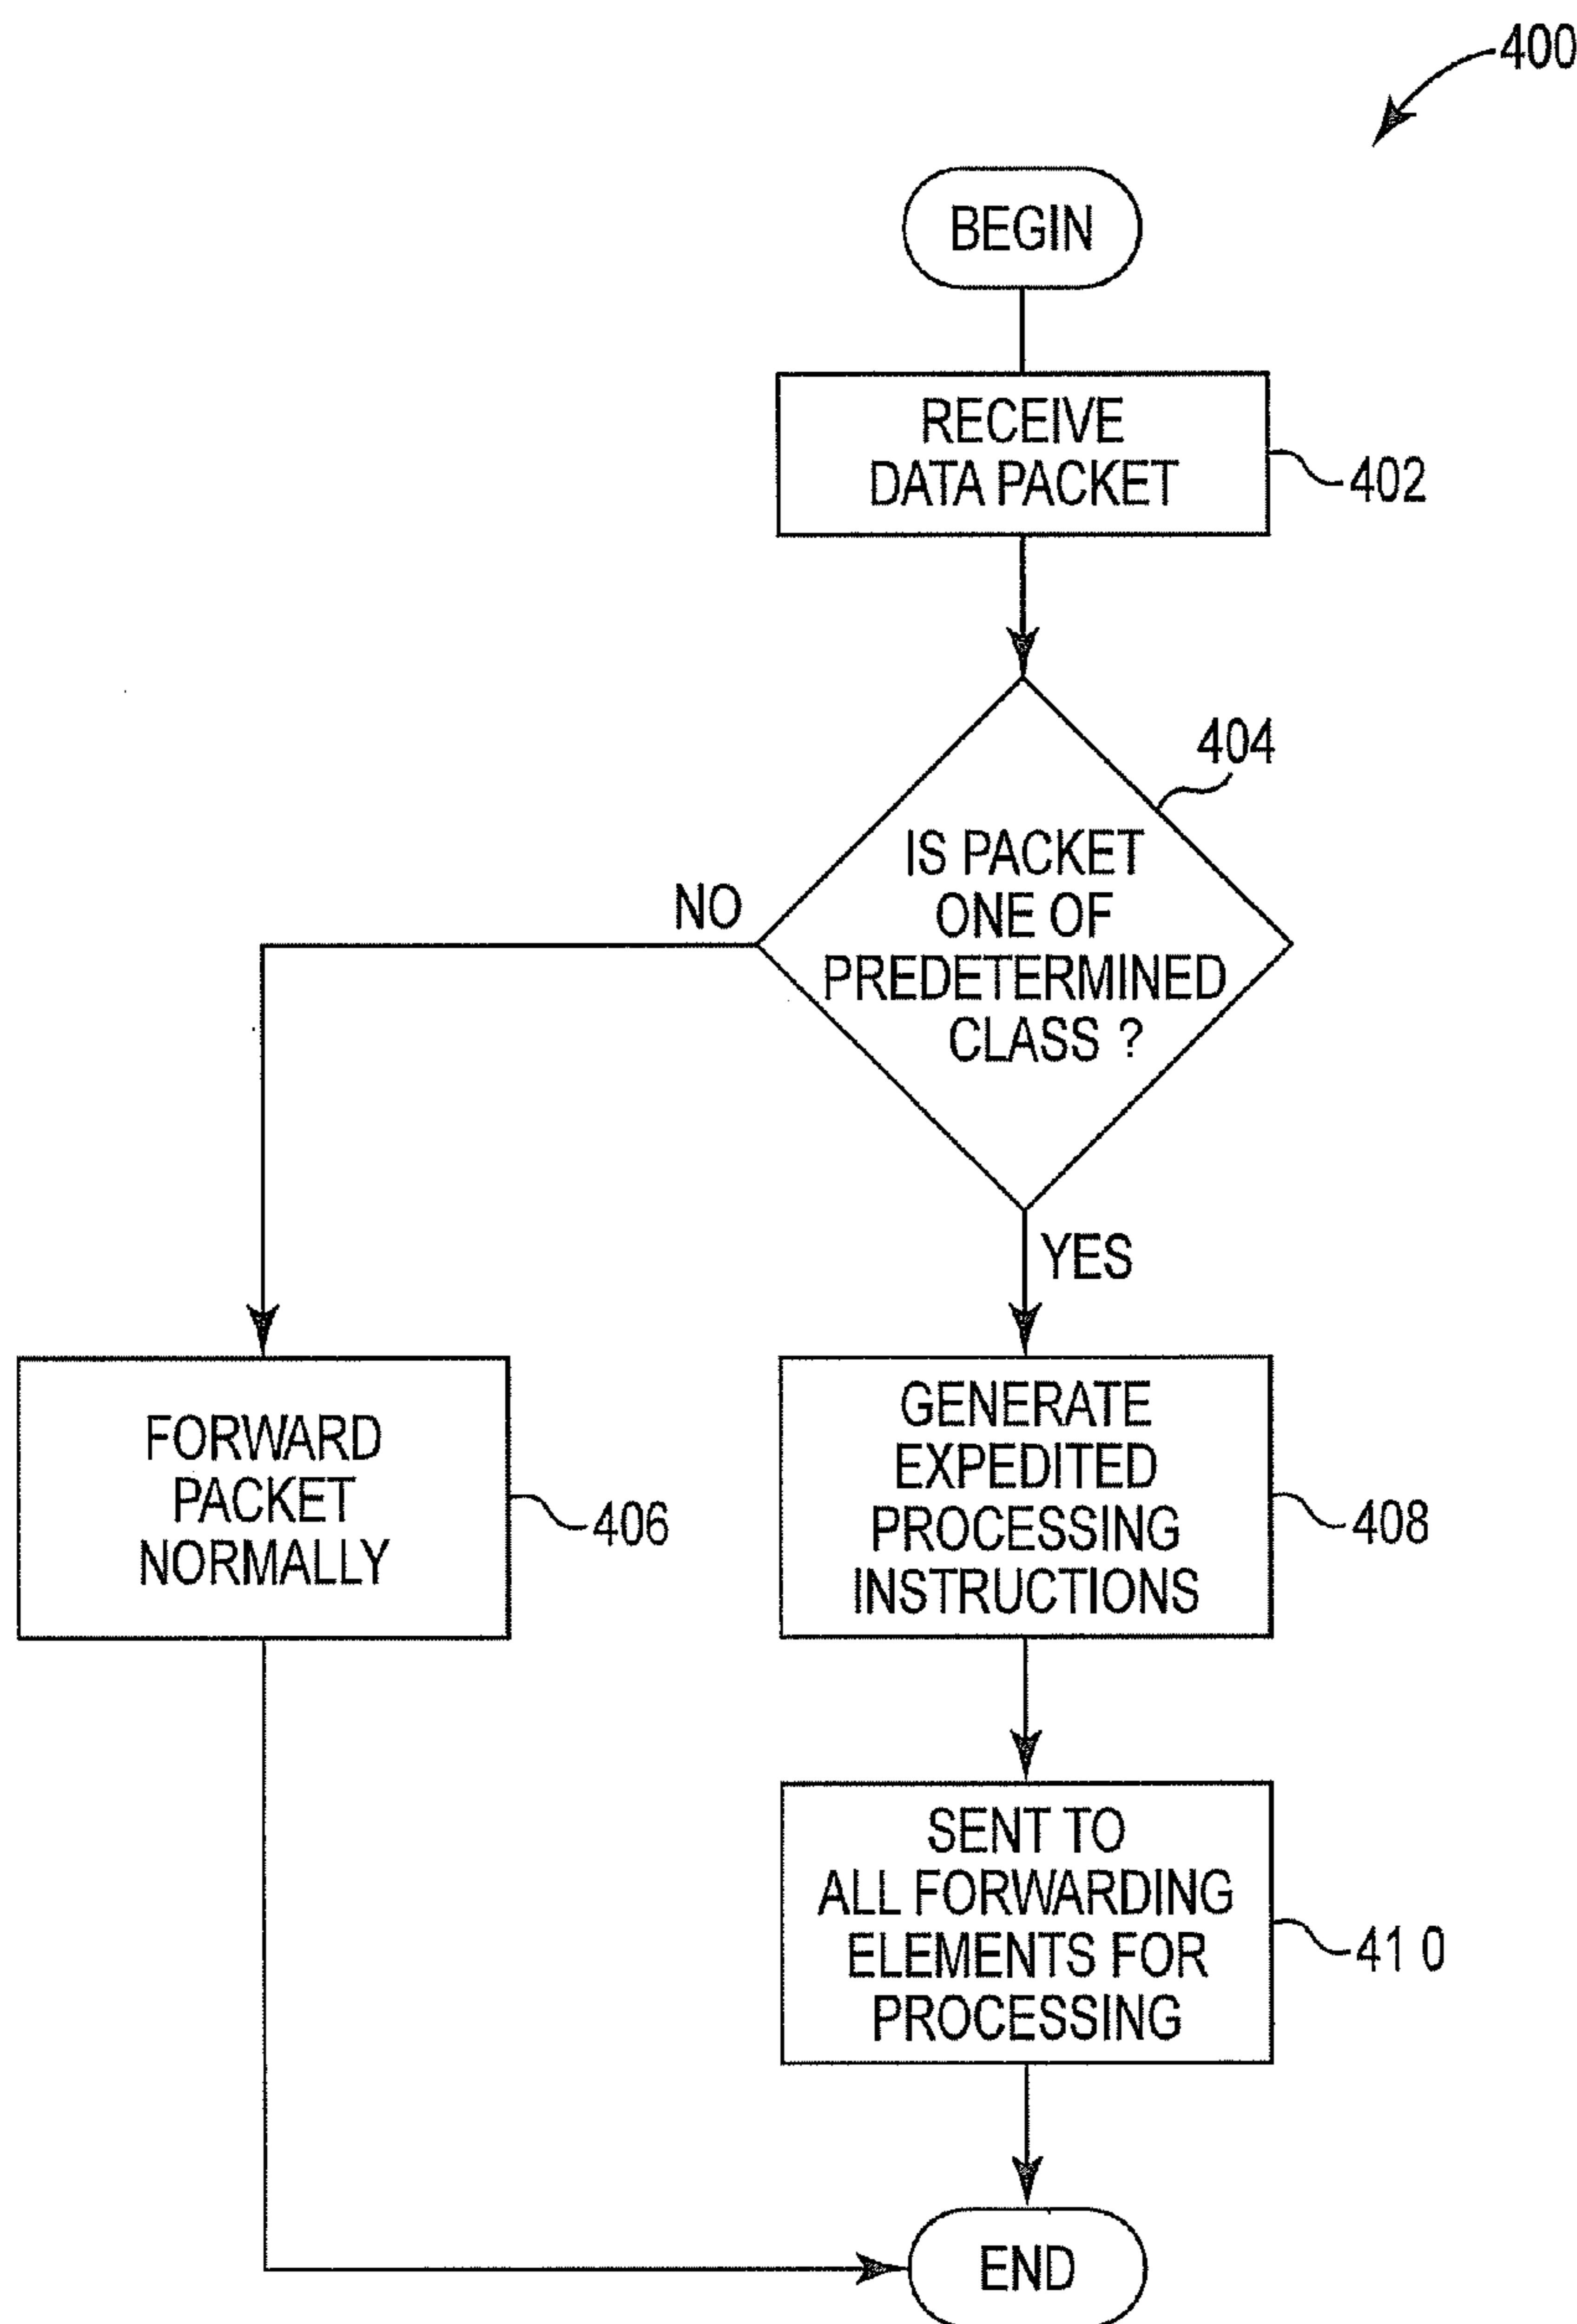 400
BEGIN
RECEIVE
DATA PACKET
402
404
IS PACKET
ONE OF
PREDETERMINED
CLASS ?
NO
YES
FORWARD
PACKET
NORMALLY
406
GENERATE
EXPEDITED
PROCESSING
INSTRUCTIONS
408
SENT TO
ALL FORWARDING
ELEMENTS FOR
PROCESSING
41 0
END